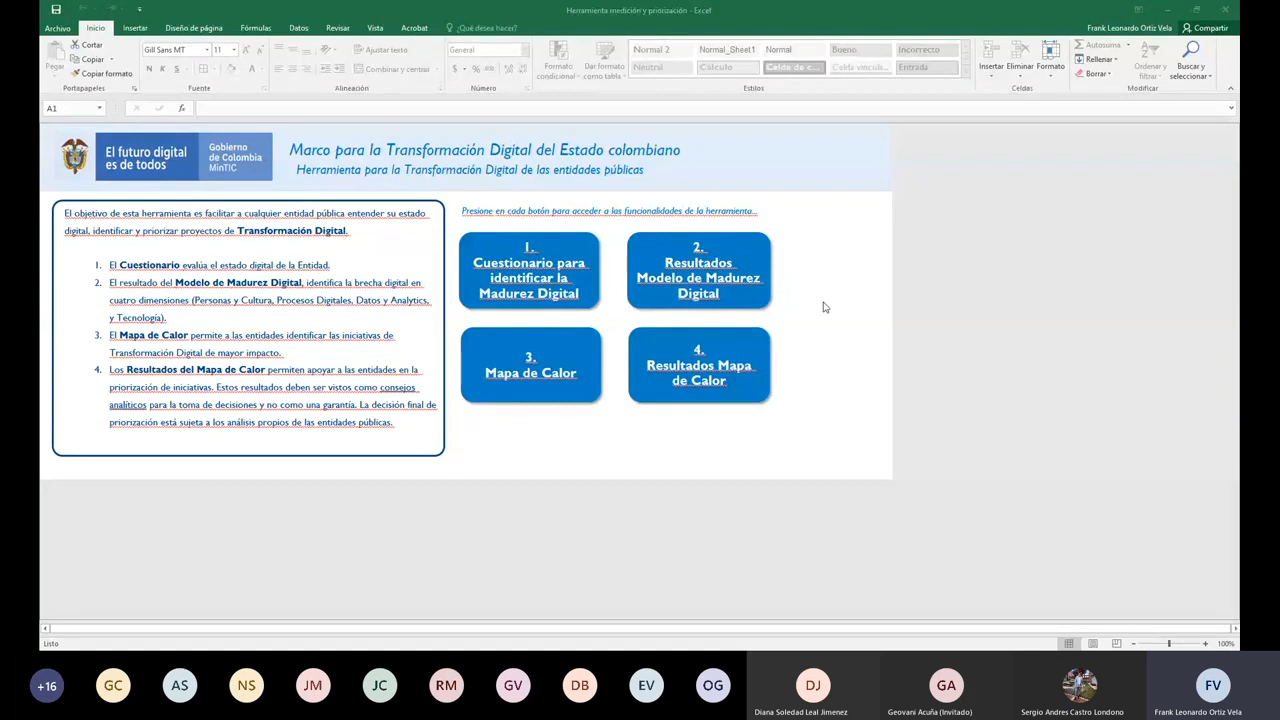 Herramienta medición y priorización - Excel
Archivo Inicio Insertar Diseño de página Fórmulas Datos Revisar Vista Acrobat ¿Qué desea hacer? Frank Leonardo Ortiz Vela Compartir
Pegar
Cortar
Copiar
Copiar formato
Portapapeles
Gill Sans MT 11
N K S
Fuente
Ajustar texto
Combinar y centrar
Alineación
General
$ % 000
Número
Formato condicional
Dar formato como tabla
Normal 2 Normal_Sheet1 Normal Bueno Incorrecto
Neutral Cálculo Celda de c... Celda vincula... Entrada
Estilos
Insertar Eliminar Formato
Celdas
Autosuma
Rellenar
Borrar
Ordenar y filtrar
Buscar y seleccionar
Modificar
A1 fx
El futuro digital
es de todos
Gobierno
de Colombia
MinTIC
Marco para la Transformación Digital del Estado colombiano
Herramienta para la Transformación Digital de las entidades públicas
El objetivo de esta herramienta es facilitar a cualquier entidad pública entender su estado
digital, identificar y priorizar proyectos de Transformación Digital.
1. El Cuestionario evalúa el estado digital de la Entidad.
2. El resultado del Modelo de Madurez Digital, identifica la brecha digital en
cuatro dimensiones (Personas y Cultura, Procesos Digitales, Datos y Analytics,
y Tecnología).
3. El Mapa de Calor permite a las entidades identificar las iniciativas de
Transformación Digital de mayor impacto.
4. Los Resultados del Mapa de Calor permiten apoyar a las entidades en la
priorización de iniciativas. Estos resultados deben ser vistos como consejos
analíticos para la toma de decisiones y no como una garantía. La decisión final de
priorización está sujeta a los análisis propios de las entidades públicas.
Presione en cada botón para acceder a las funcionalidades de la herramienta...
1.
Cuestionario para
identificar la
Madurez Digital
2.
Resultados
Modelo de Madurez
Digital
3.
Mapa de Calor
4.
Resultados Mapa
de Calor
Listo
100%
+16 GC AS NS JM JC RM GV DB EV OG DJ GA FV
Diana Soledad Leal Jimenez
Geovani Acuña (Invitado)
Sergio Andres Castro Londono
Frank Leonardo Ortiz Vela